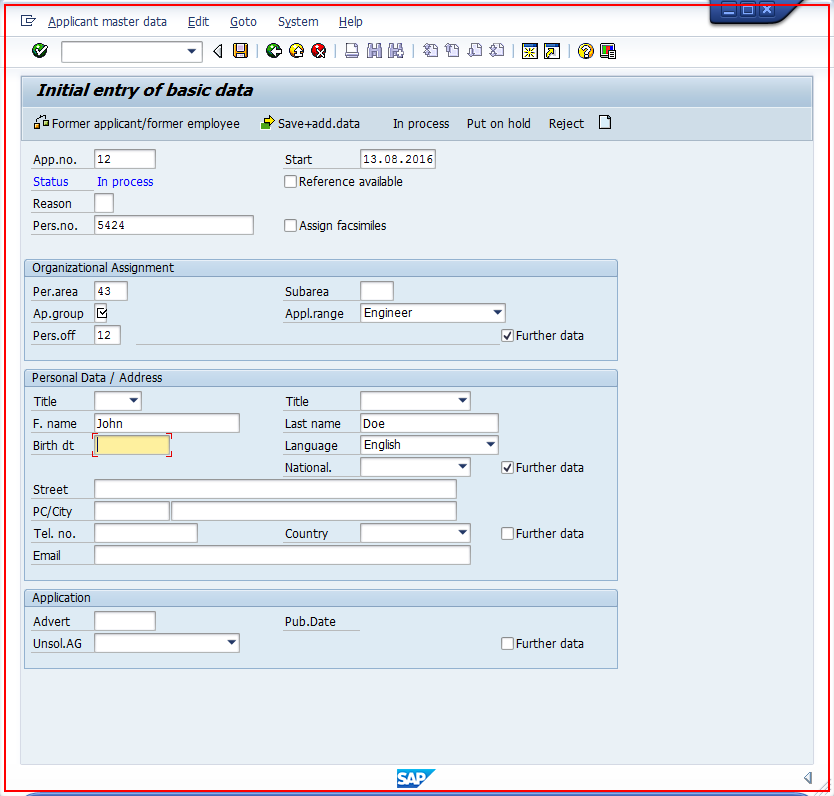 Applicant master data Edit Goto System Help
Initial entry of basic data
Former applicant/former employee Save+add.data In process Put on hold Reject
App.no. 12 Start 13.08.2016
Status In process Reference available
Reason
Pers.no. 5424 Assign facsimiles
Organizational Assignment
Per.area 43 Subarea
Ap.group Appl.range Engineer
Pers.off 12 Further data
Personal Data / Address
Title Title
F. name John Last name Doe
Birth dt Language English
National. Further data
Street
PC/City
Tel. no. Country Further data
Email
Application
Advert Pub.Date
Unsol.AG Further data
SAP